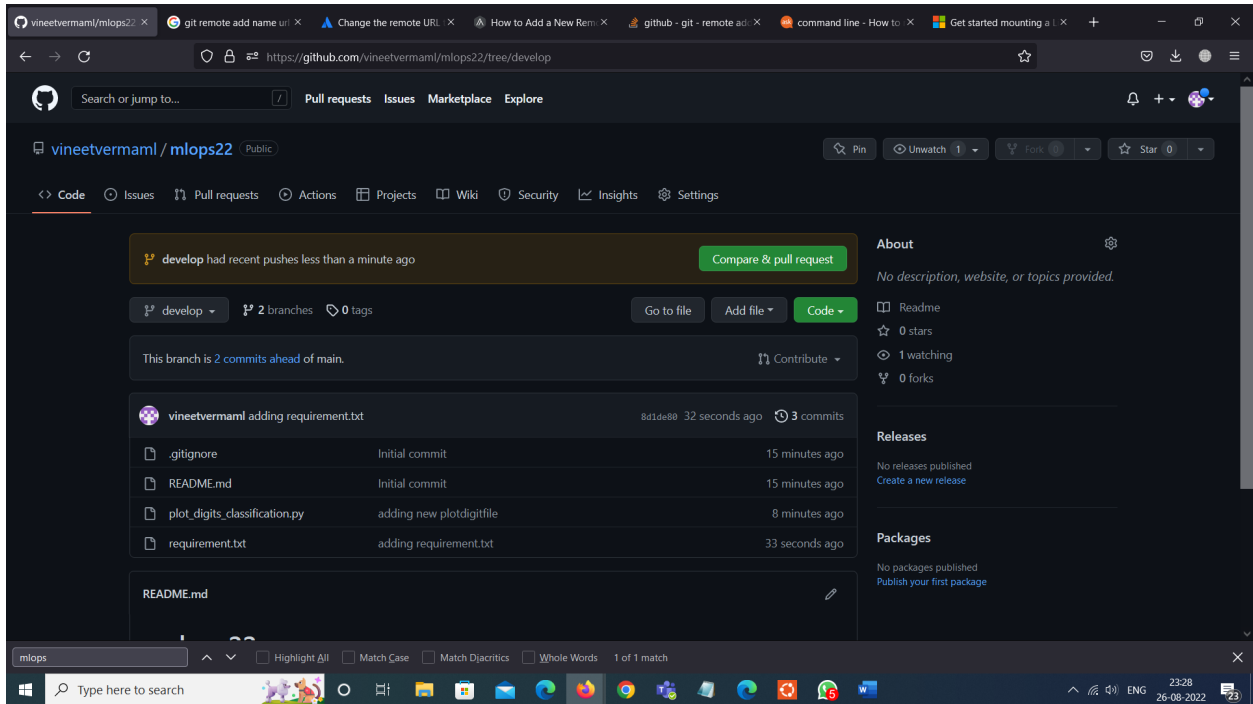 vineetvermaml/mlops22
git remote add name url
Change the remote URL
How to Add a New Rem
github - git - remote add
command line - How to
Get started mounting a L
https://github.com/vineetvermaml/mlops22/tree/develop
Search or jump to... / Pull requests Issues Marketplace Explore
vineetvermaml / mlops22 Public
Pin Unwatch 1 Fork 0 Star 0
Code Issues Pull requests Actions Projects Wiki Security Insights Settings
develop had recent pushes less than a minute ago Compare & pull request
develop 2 branches 0 tags Go to file Add file Code
This branch is 2 commits ahead of main. Contribute
vineetvermaml adding requirement.txt 8d1de80 32 seconds ago 3 commits
.gitignore Initial commit 15 minutes ago
README.md Initial commit 15 minutes ago
plot_digits_classification.py adding new plotdigitfile 8 minutes ago
requirement.txt adding requirement.txt 33 seconds ago
README.md
About
No description, website, or topics provided.
Readme
0 stars
1 watching
0 forks
Releases
No releases published
Create a new release
Packages
No packages published
Publish your first package
mlops Highlight All Match Case Match Diacritics Whole Words 1 of 1 match
Type here to search
ENG
23:28
26-08-2022
23